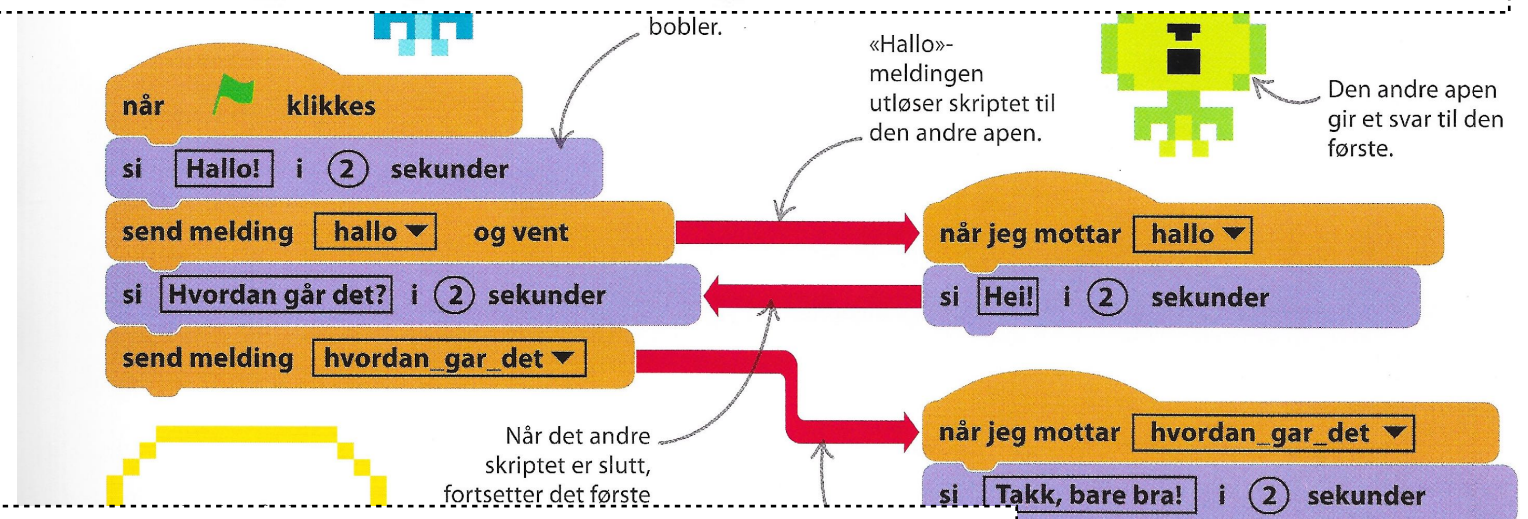 bobler.
«Hallo»-
meldingen
utløser skriptet til
den andre apen.
Den andre apen
gir et svar til den
første.
når klikkes
si Hallo! i 2 sekunder
send melding hallo og vent
si Hvordan går det? i 2 sekunder
send melding hvordan_gar_det
når jeg mottar hallo
si Hei! i 2 sekunder
Når det andre
skriptet er slutt,
fortsetter det første
når jeg mottar hvordan_gar_det
si Takk, bare bra! i 2 sekunder